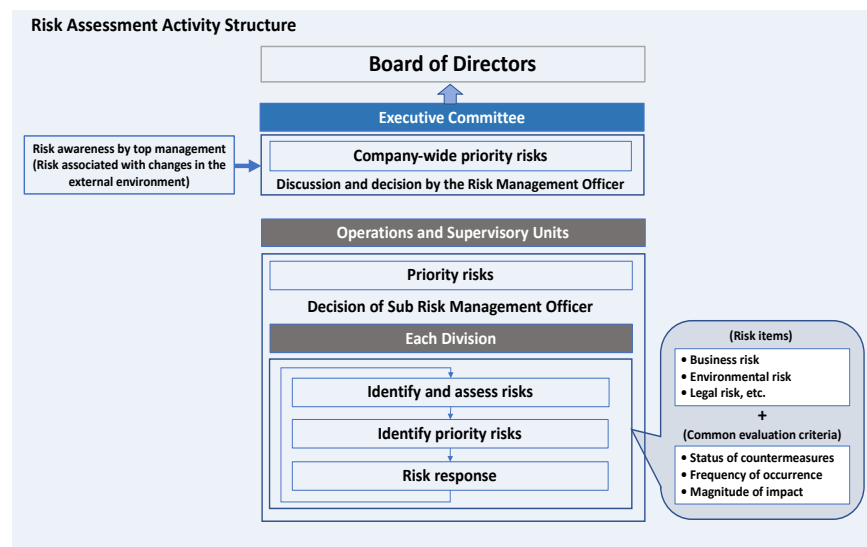 Risk Assessment Activity Structure
Board of Directors
Executive Committee
Risk awareness by top management
(Risk associated with changes in the
external environment)
Company-wide priority risks
Discussion and decision by the Risk Management Officer
Operations and Supervisory Units
Priority risks
Decision of Sub Risk Management Officer
Each Division
Identify and assess risks
Identify priority risks
Risk response
(Risk items)
• Business risk
• Environmental risk
• Legal risk, etc.
+
(Common evaluation criteria)
• Status of countermeasures
• Frequency of occurrence
• Magnitude of impact